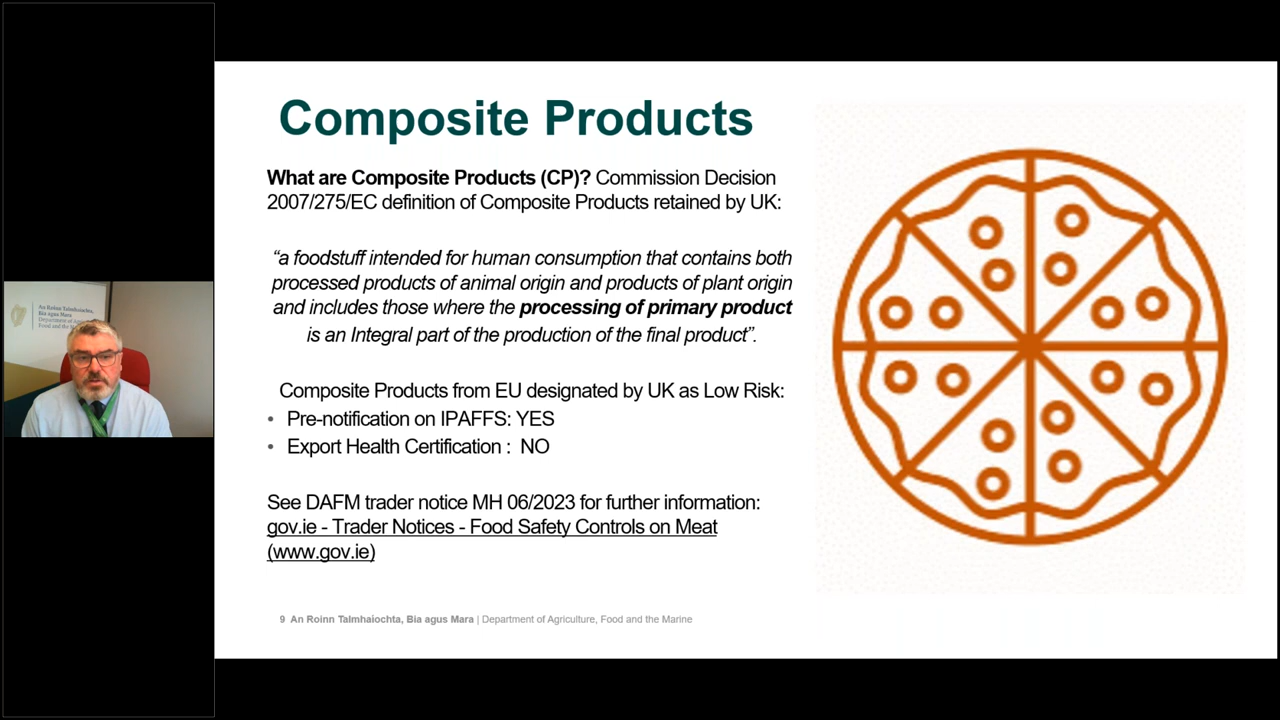 Composite Products
What are Composite Products (CP)? Commission Decision
2007/275/EC definition of Composite Products retained by UK:
“a foodstuff intended for human consumption that contains both
processed products of animal origin and products of plant origin
and includes those where the processing of primary product
is an Integral part of the production of the final product”.
Composite Products from EU designated by UK as Low Risk:
• Pre-notification on IPAFFS: YES
• Export Health Certification : NO
See DAFM trader notice MH 06/2023 for further information:
gov.ie - Trader Notices - Food Safety Controls on Meat
(www.gov.ie)
9 An Roinn Talmhaíochta, Bia agus Mara | Department of Agriculture, Food and the Marine
An Roinn Talmhaíochta,
Bia agus Mara
Department of
Food and the